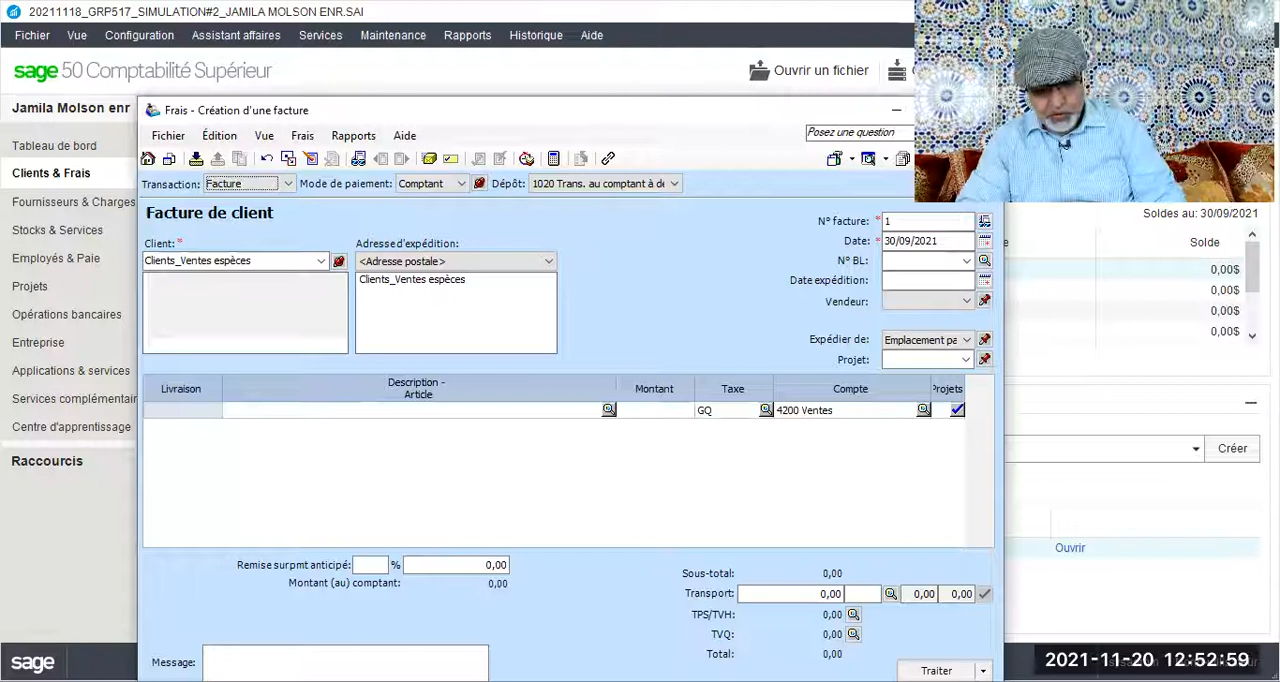 20211118_GRP517_SIMULATION#2_JAMILA MOLSON ENR.SAI
Fichier Vue Configuration Assistant affaires Services Maintenance Rapports Historique Aide
sage 50 Comptabilité Supérieur
Ouvrir un fichier
Jamila Molson enr
Tableau de bord
Clients & Frais
Fournisseurs & Charges
Stocks & Services
Employés & Paie
Projets
Opérations bancaires
Entreprise
Applications & services
Services complémentair
Centre d'apprentissage
Raccourcis
Frais - Création d'une facture
Fichier Édition Vue Frais Rapports Aide
Posez une question
Transaction: Facture Mode de paiement: Comptant Dépôt: 1020 Trans. au comptant à dé
Facture de client
Client: *
Clients_Ventes espèces
Adresse d'expédition:
<Adresse postale>
Clients_Ventes espèces
N° facture: * 1
Date: * 30/09/2021
N° BL:
Date expédition:
Vendeur:
Expédier de: Emplacement pa
Projet:
Livraison Description - Article Montant Taxe Compte Projets
GQ 4200 Ventes
Remise sur pmt anticipé: % 0,00
Montant (au) comptant: 0,00
Sous-total: 0,00
Transport: 0,00 0,00 0,00
TPS/TVH: 0,00
TVQ: 0,00
Total: 0,00
Message:
Traiter
Soldes au: 30/09/2021
Solde
0,00$
0,00$
0,00$
0,00$
Créer
Ouvrir
sage
2021-11-20 12:52:59